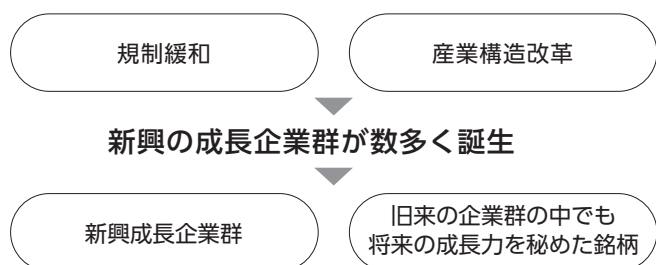 規制緩和
産業構造改革
新興の成長企業群が数多く誕生
新興成長企業群
旧来の企業群の中でも
将来の成長力を秘めた銘柄